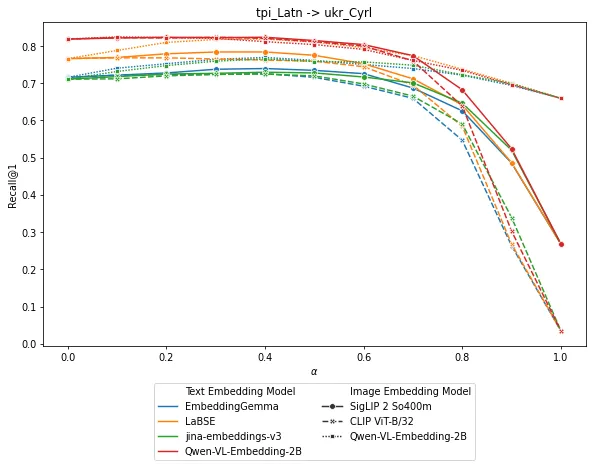 tpi_Latn -> ukr_Cyrl
Recall@1
0.8
0.7
0.6
0.5
0.4
0.3
0.2
0.1
0.0
0.0 0.2 0.4 0.6 0.8 1.0
α
Text Embedding Model
EmbeddingGemma
LaBSE
jina-embeddings-v3
Qwen-VL-Embedding-2B
Image Embedding Model
SigLIP 2 So400m
CLIP ViT-B/32
Qwen-VL-Embedding-2B